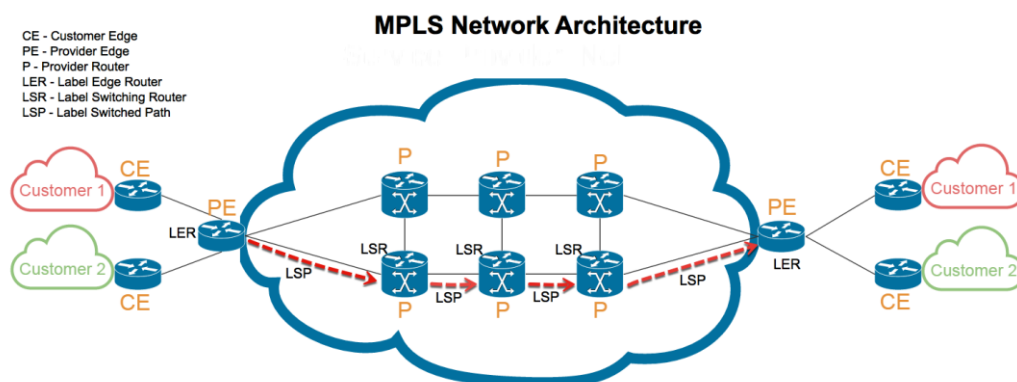 MPLS Network Architecture
CE - Customer Edge
PE - Provider Edge
P - Provider Router
LER - Label Edge Router
LSR - Label Switching Router
LSP - Label Switched Path
P P P
CE CE
Customer 1 Customer 1
PE PE
LER LSR LSR LSR LER
Customer 2 LSP Customer 2
LSP LSP LSP
CE P P P CE